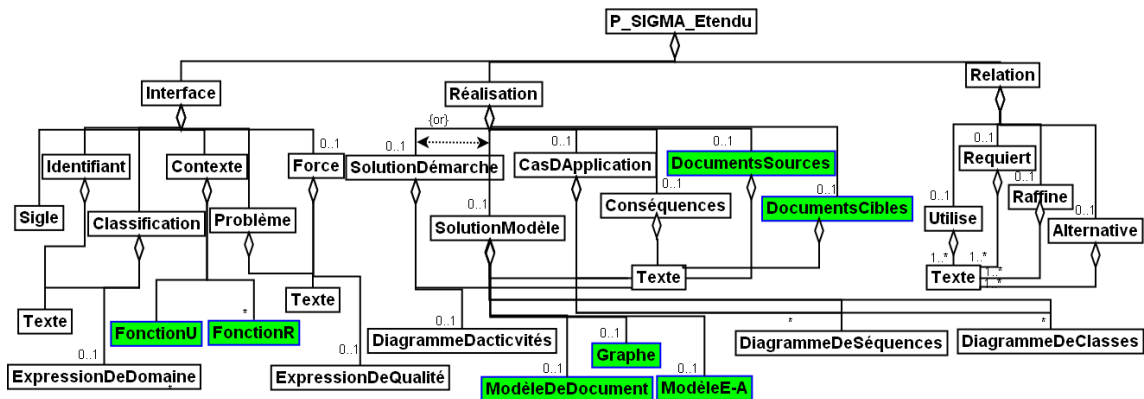 P_SIGMA_Etendu
Interface
Réalisation
Relation
{or}
0..1
0..1
0..1
0..1
0..1
0..1
0..1
Identifiant
Contexte
Force
SolutionDémarche
CasDApplication
DocumentsSources
Requiert
0..1
0..1
0..1
Sigle
Classification
Problème
Conséquences
DocumentsCibles
Raffine
0..1
0..1
SolutionModèle
Utilise
Alternative
1..*
1..*
1..*
1..*
Texte
Texte
Texte
Texte
FonctionU
*
FonctionR
0..1
DiagrammeDacticvités
0..1
Graphe
*
DiagrammeDeSéquences
*
DiagrammeDeClasses
0..1
ExpressionDeDomaine
0..1
ExpressionDeQualité
0..1
ModèleDeDocument
0..1
ModèleE-A